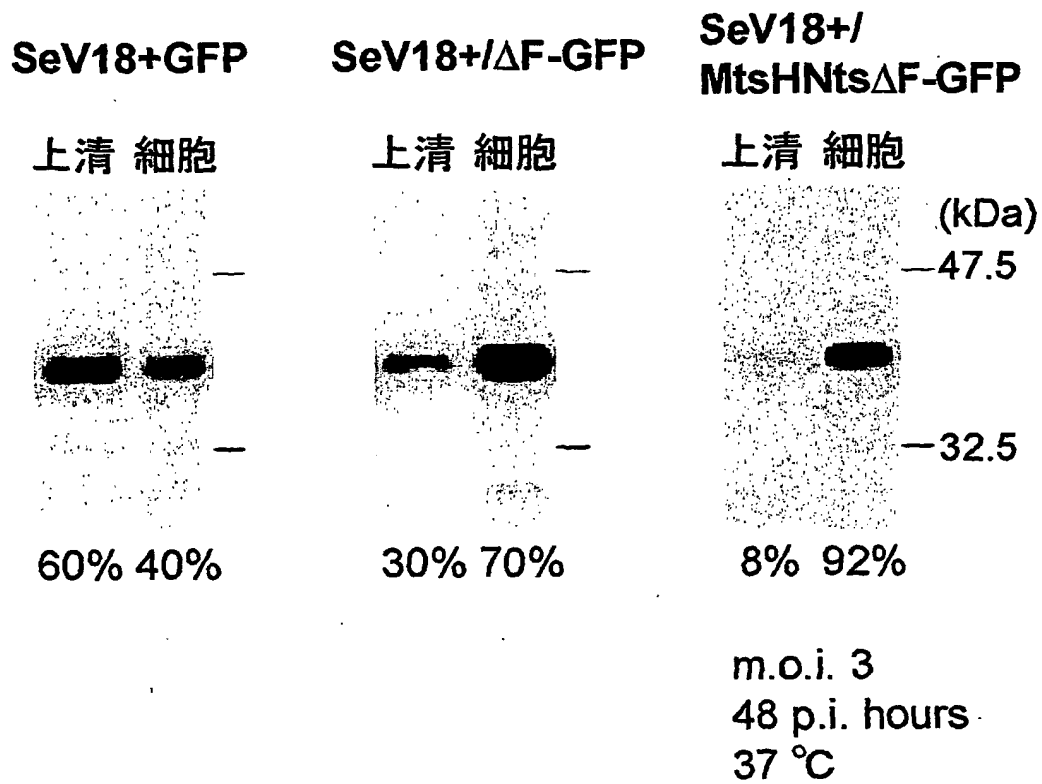 SeV18+GFP
SeV18+/ΔF-GFP
SeV18+/
MtsHNtsΔF-GFP
上清 細胞
上清 細胞
上清 細胞
(kDa)
47.5
32.5
60% 40%
30% 70%
8% 92%
m.o.i. 3
48 p.i. hours
37 °C